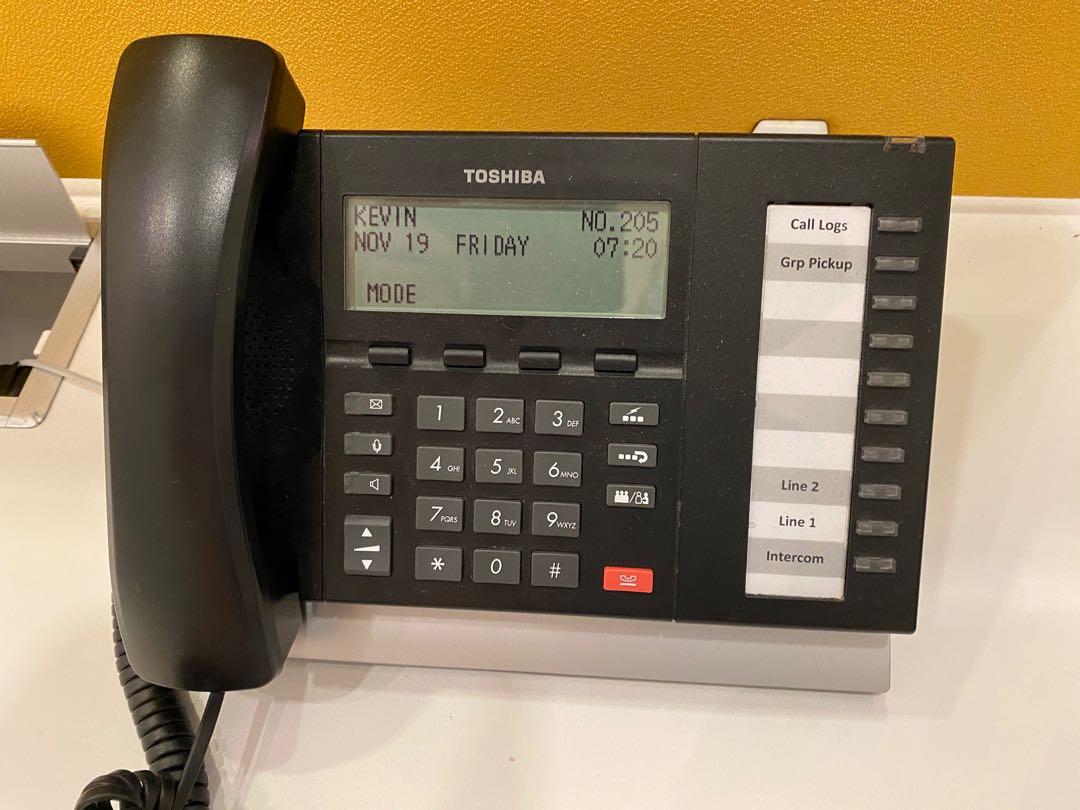 TOSHIBA
KEVIN NO.205
NOV 19 FRIDAY 07:20
MODE
Call Logs
Grp Pickup
Line 2
Line 1
Intercom
1
2 ABC
3 DEF
4 GHI
5 JKL
6 MNO
7 PQRS
8 TUV
9 WXYZ
*
0
#